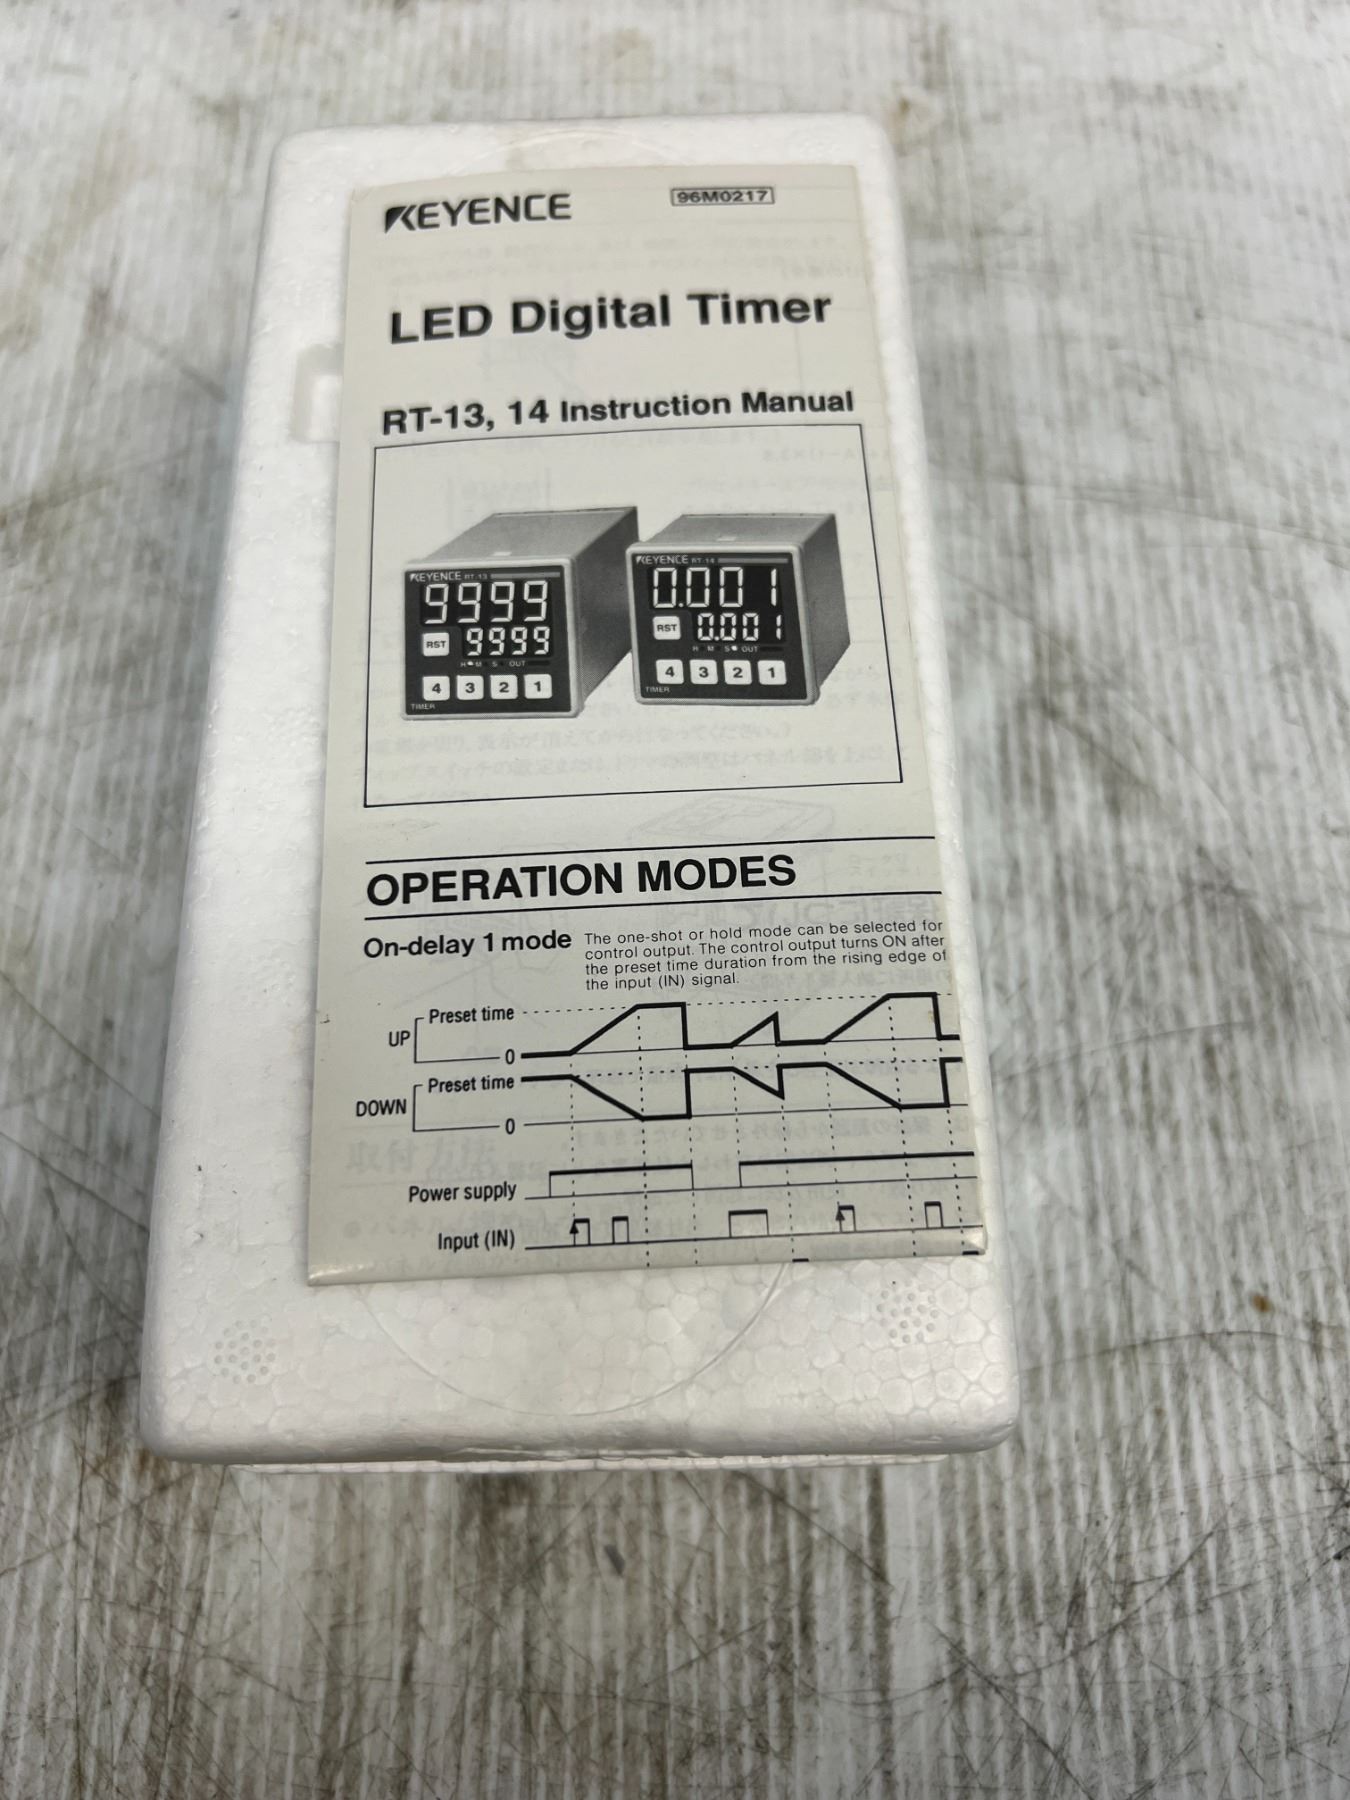 KEYENCE
96M0217
LED Digital Timer
RT-13, 14 Instruction Manual
KEYENCE RT-13
9999
RST
9999
H M S OUT
4 3 2 1
TIMER
KEYENCE RT-14
0.001
RST
0.001
H M S OUT
4 3 2 1
TIMER
OPERATION MODES
On-delay 1 mode
The one-shot or hold mode can be selected for
control output. The control output turns ON after
the preset time duration from the rising edge of
the input (IN) signal.
UP
Preset time
0
DOWN
Preset time
0
Power supply
Input (IN)